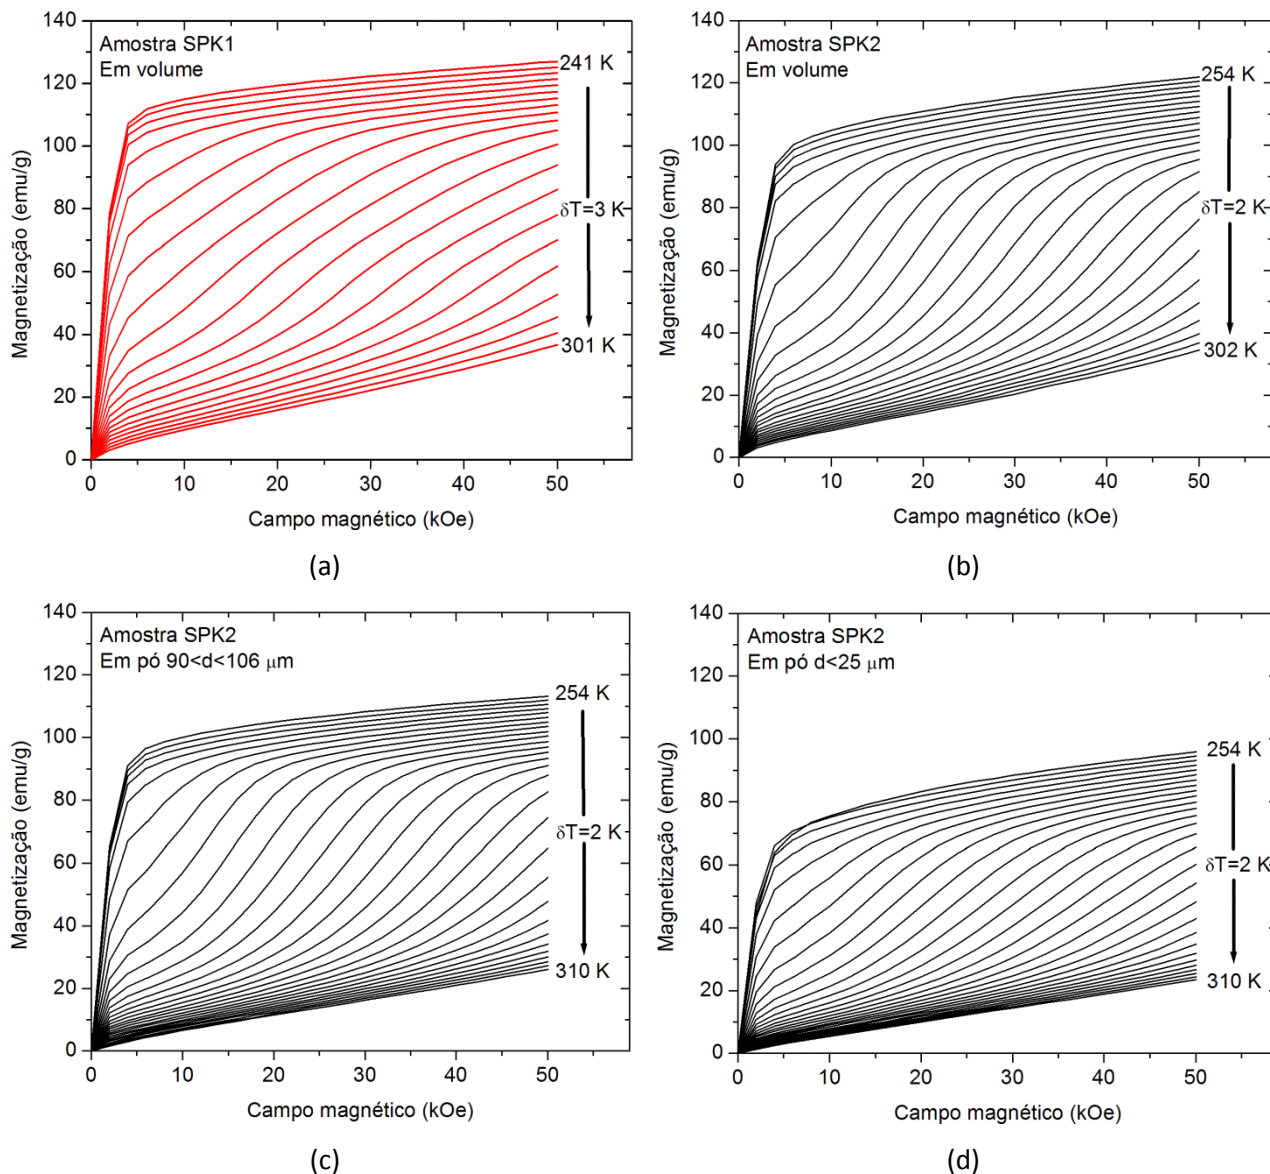 Amostra SPK1
Em volume
241 K
δT=3 K
301 K
Magnetização (emu/g)
0
20
40
60
80
100
120
140
0
10
20
30
40
50
Campo magnético (kOe)
(a)
Amostra SPK2
Em volume
254 K
δT=2 K
302 K
Magnetização (emu/g)
0
20
40
60
80
100
120
140
0
10
20
30
40
50
Campo magnético (kOe)
(b)
Amostra SPK2
Em pó 90<d<106 μm
254 K
δT=2 K
310 K
Magnetização (emu/g)
0
20
40
60
80
100
120
140
0
10
20
30
40
50
Campo magnético (kOe)
(c)
Amostra SPK2
Em pó d<25 μm
254 K
δT=2 K
310 K
Magnetização (emu/g)
0
20
40
60
80
100
120
140
0
10
20
30
40
50
Campo magnético (kOe)
(d)